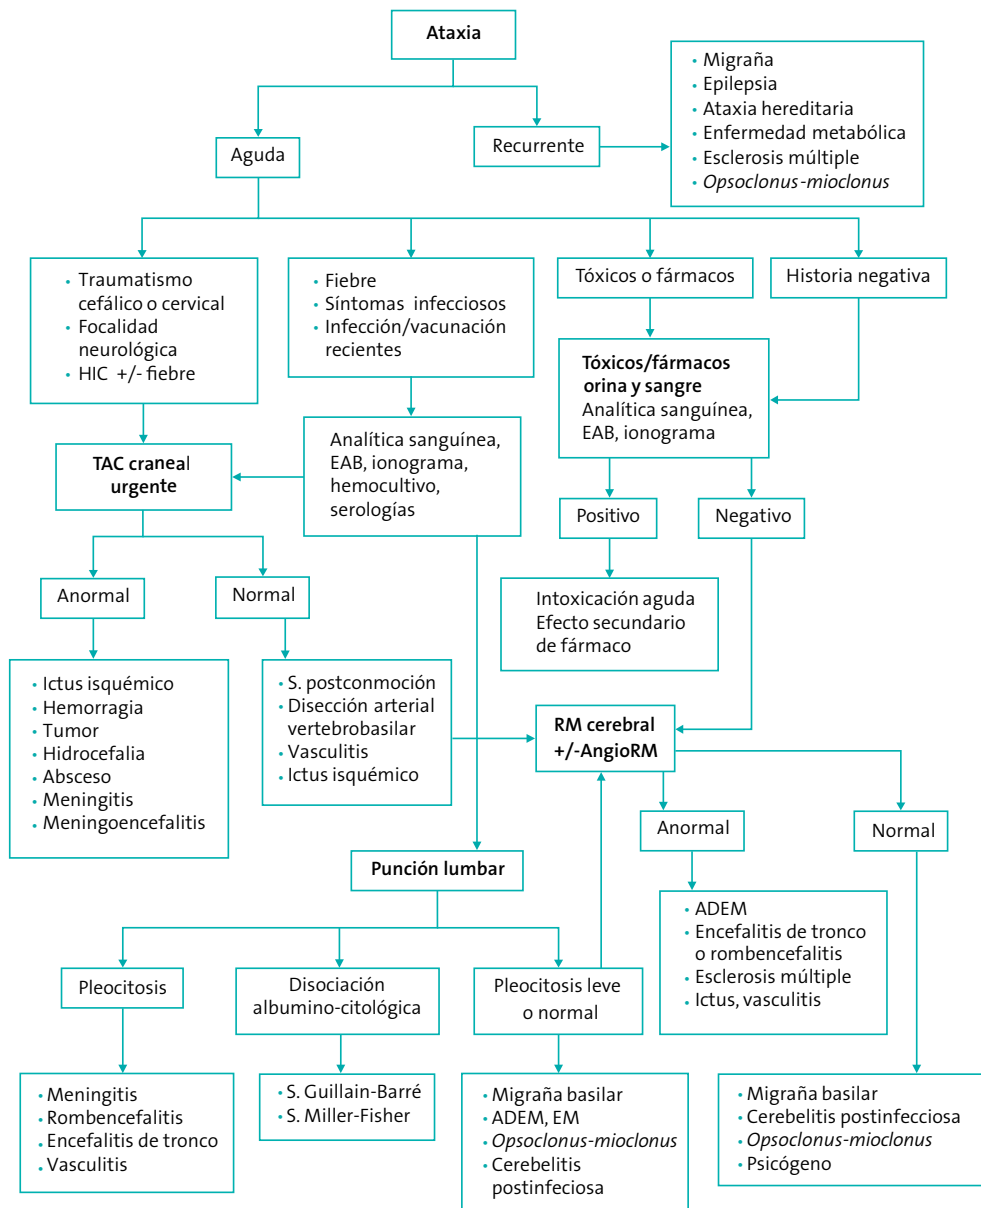 Ataxia
• Migraña
• Epilepsia
• Ataxia hereditaria
• Enfermedad metabólica
• Esclerosis múltiple
• Opsoclonus-mioclonus
Aguda
Recurrente
• Traumatismo
cefálico o cervical
• Focalidad
neurológica
• HIC +/- fiebre
• Fiebre
• Síntomas infecciosos
• Infección/vacunación
recientes
Tóxicos o fármacos
Historia negativa
Tóxicos/fármacos
orina y sangre
Analítica sanguínea,
EAB, ionograma
TAC craneal
urgente
Analítica sanguínea,
EAB, ionograma,
hemocultivo,
serologías
Positivo
Negativo
Anormal
Normal
Intoxicación aguda
Efecto secundario
de fármaco
• Ictus isquémico
• Hemorragia
• Tumor
• Hidrocefalia
• Absceso
• Meningitis
• Meningoencefalitis
• S. postconmoción
• Disección arterial
vertebrobasilar
• Vasculitis
• Ictus isquémico
RM cerebral
+/-AngioRM
Anormal
Normal
Punción lumbar
• ADEM
• Encefalitis de tronco
o rombencefalitis
• Esclerosis múltiple
• Ictus, vasculitis
Pleocitosis
Disociación
albumino-citológica
Pleocitosis leve
o normal
• Meningitis
• Rombencefalitis
• Encefalitis de tronco
• Vasculitis
• S. Guillain-Barré
• S. Miller-Fisher
• Migraña basilar
• ADEM, EM
• Opsoclonus-mioclonus
• Cerebelitis
postinfeciosa
• Migraña basilar
• Cerebelitis postinfecciosa
• Opsoclonus-mioclonus
• Psicógeno